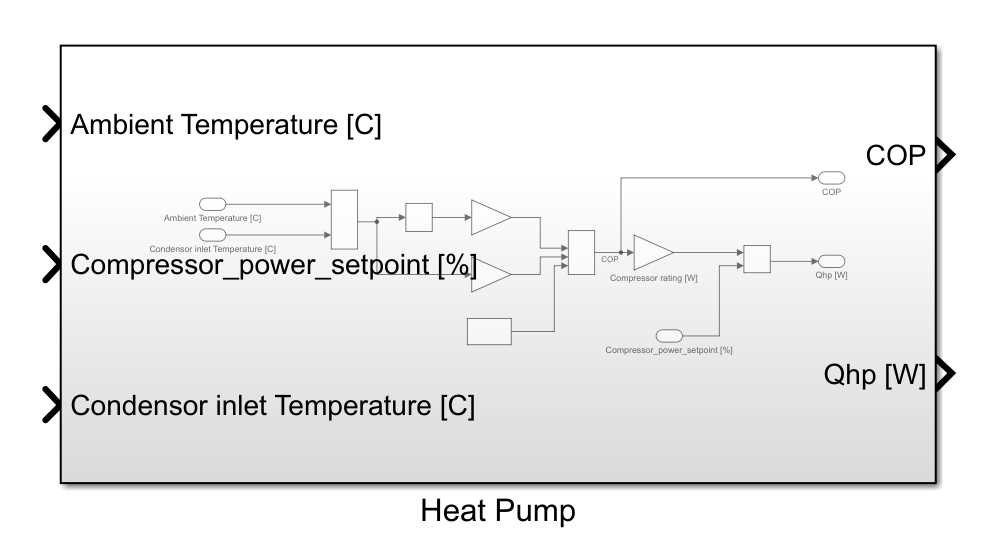 Ambient Temperature [C]
COP
COP
Ambient Temperature [C]
Condensor inlet Temperature [C]
Compressor_power_setpoint [%]
COP
Compressor rating [W]
Qhp [W]
Compressor_power_setpoint [%]
Qhp [W]
Condensor inlet Temperature [C]
Heat Pump